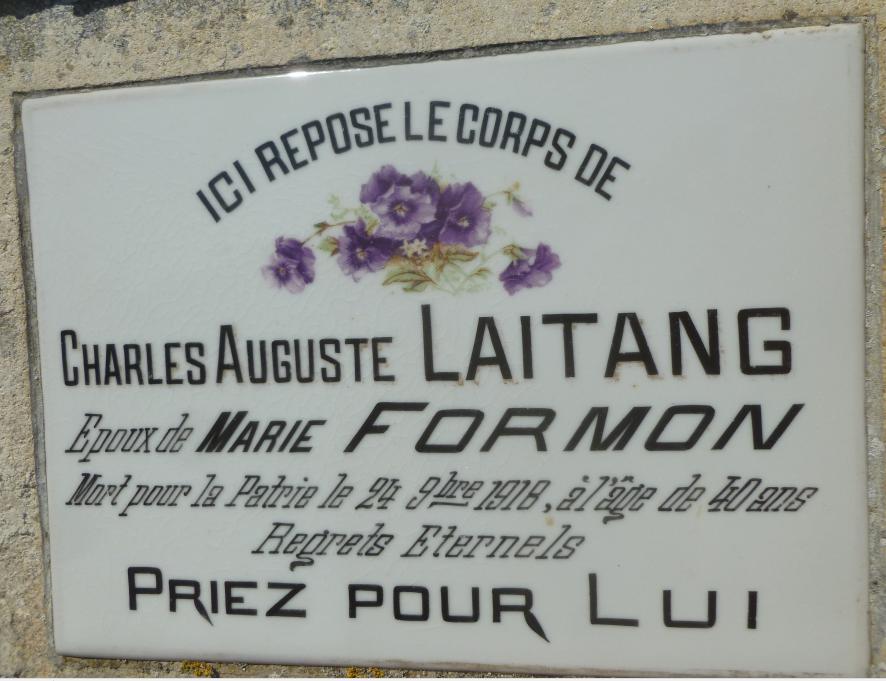 ICI REPOSE LE CORPS DE
CHARLES AUGUSTE LAITANG
Epoux de MARIE FORMON
Mort pour la Patrie le 24 9bre 1918, à l'âge de 40 ans
Regrets Eternels
PRIEZ POUR LUI